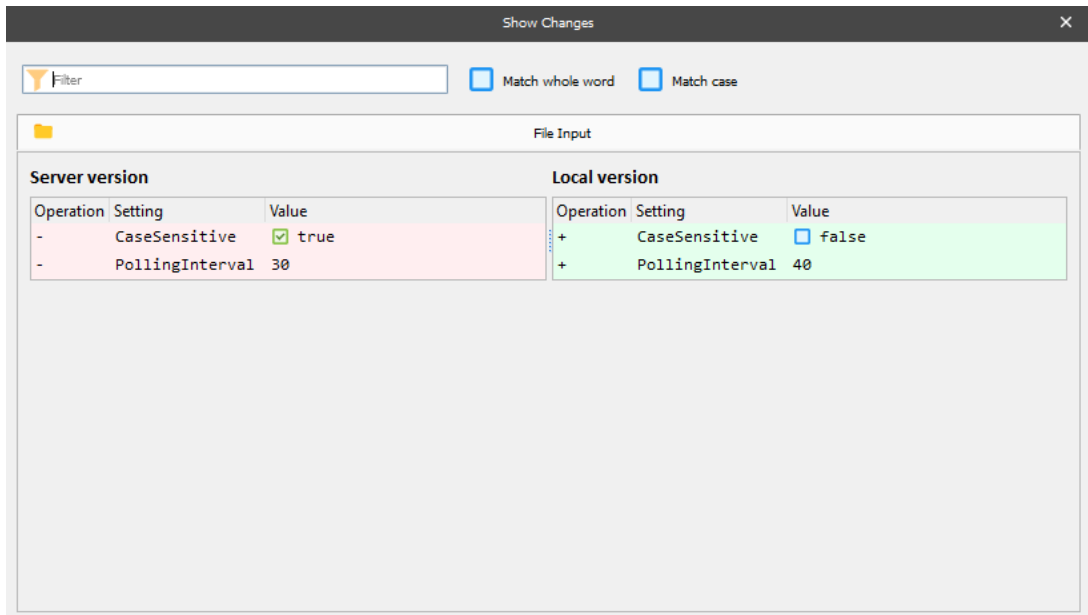 Show Changes
Filter
Match whole word
Match case
File Input
Server version
Operation Setting Value
- CaseSensitive true
- PollingInterval 30
Local version
Operation Setting Value
+ CaseSensitive false
+ PollingInterval 40